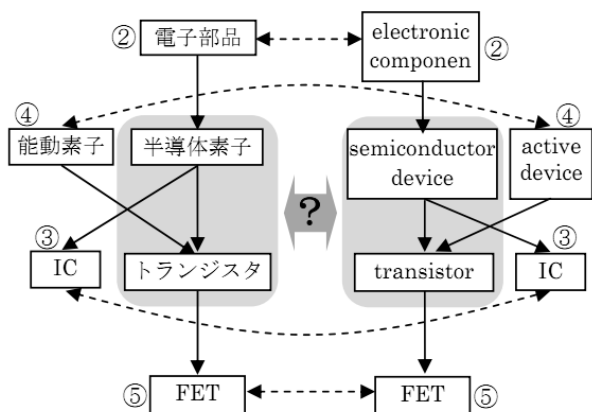 ② 電子部品
electronic
componen ②
④
能動素子
半導体素子
semiconductor
device
④
active
device
?
③
IC
トランジスタ
transistor
③
IC
⑤ FET
FET ⑤